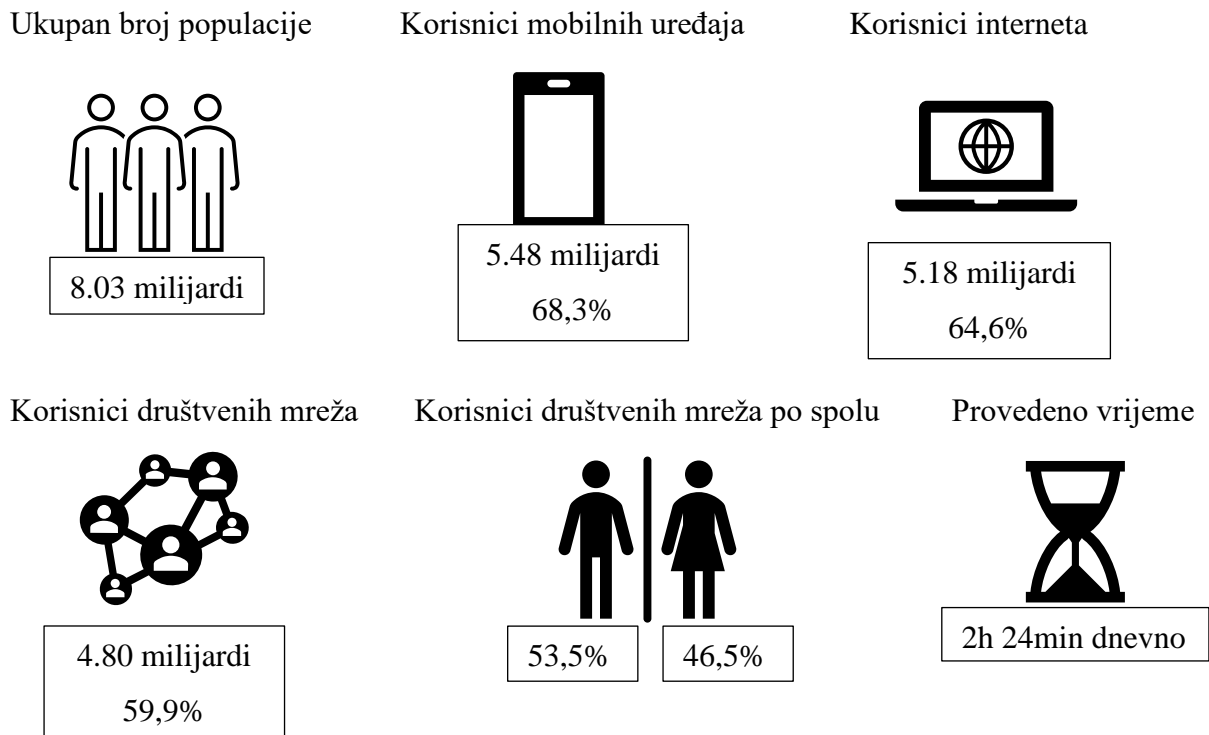 Ukupan broj populacije
Korisnici mobilnih uređaja
Korisnici interneta
8.03 milijardi
5.48 milijardi
68,3%
5.18 milijardi
64,6%
Korisnici društvenih mreža
Korisnici društvenih mreža po spolu
Provedeno vrijeme
4.80 milijardi
59,9%
53,5%
46,5%
2h 24min dnevno